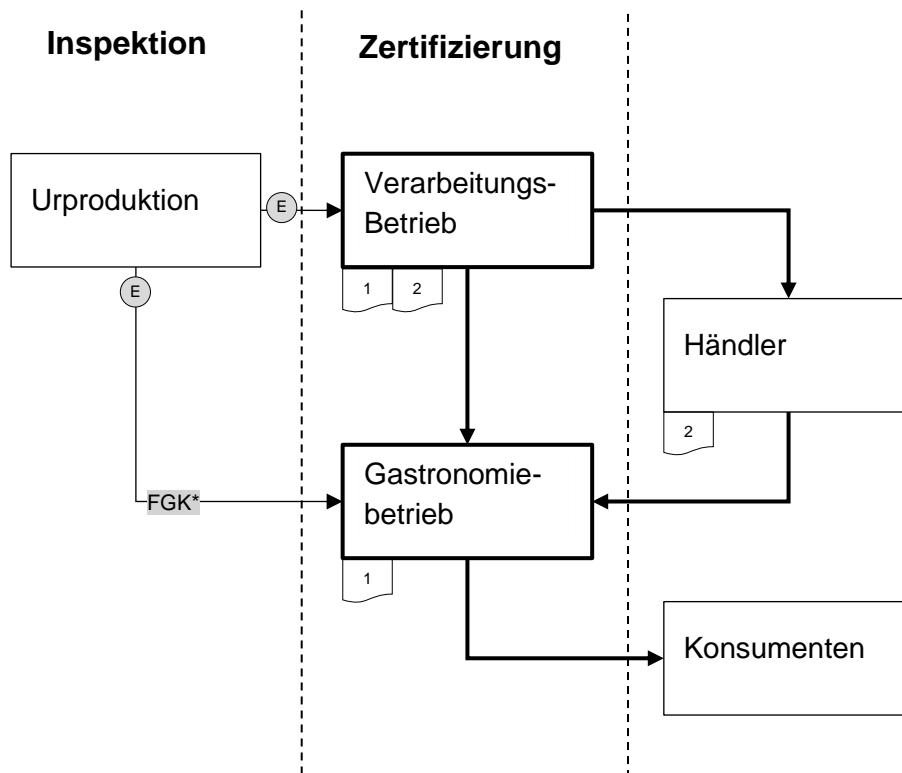 Inspektion
Zertifizierung
Urproduktion
E
Verarbeitungs-
Betrieb
E
1
2
Händler
2
Gastronomie-
betrieb
FGK*
1
Konsumenten